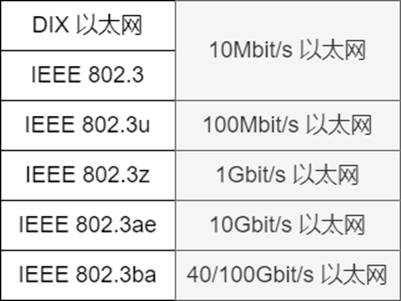 DIX 以太网
10Mbit/s 以太网
IEEE 802.3
IEEE 802.3u
100Mbit/s 以太网
IEEE 802.3z
1Gbit/s 以太网
IEEE 802.3ae
10Gbit/s 以太网
IEEE 802.3ba
40/100Gbit/s 以太网